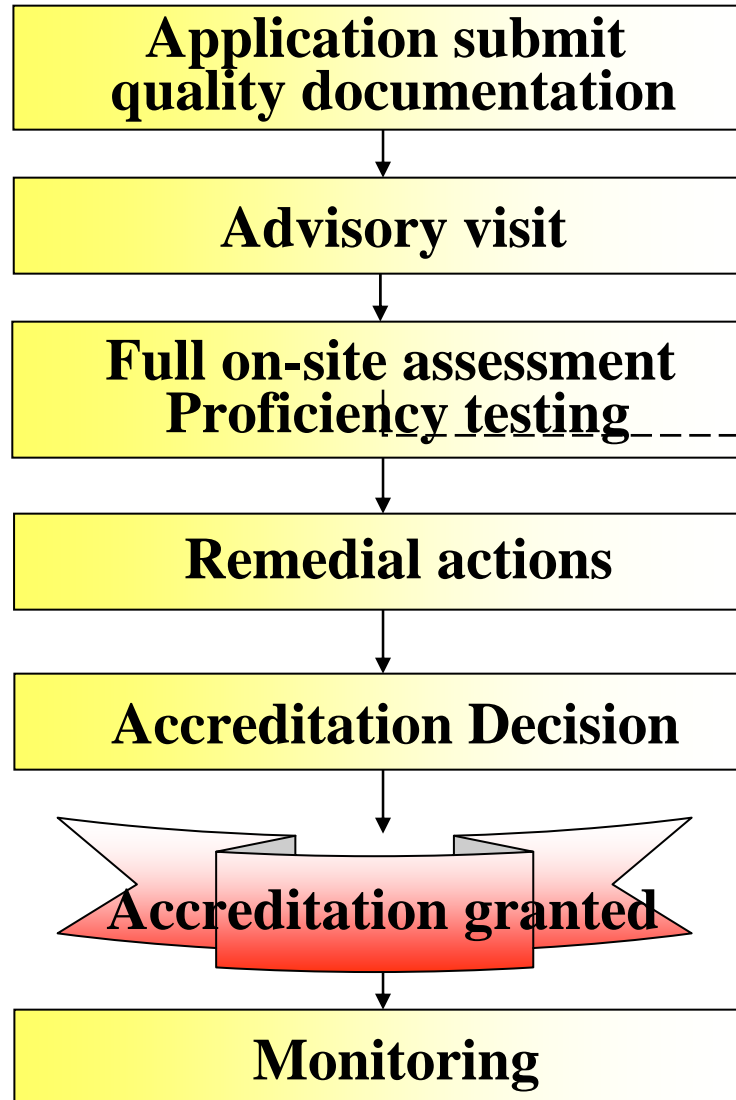 Application submit
quality documentation
Advisory visit
Full on-site assessment
Proficiency testing
Remedial actions
Accreditation Decision
Accreditation granted
Monitoring